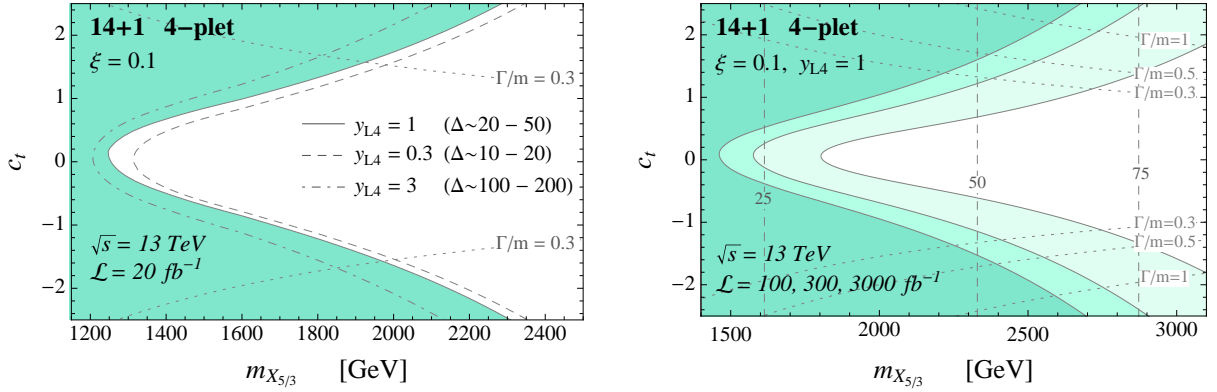 14+1 4-plet
ξ = 0.1
Γ/m = 0.3
y_L4 = 1 (Δ~20 − 50)
y_L4 = 0.3 (Δ~10 − 20)
y_L4 = 3 (Δ~100 − 200)
Γ/m = 0.3
√s = 13 TeV
ℒ = 20 fb⁻¹
c_t
2
1
0
−1
−2
1200 1400 1600 1800 2000 2200 2400
m_X_5/3 [GeV]
14+1 4-plet
ξ = 0.1, y_L4 = 1
Γ/m=1
Γ/m=0.5
Γ/m=0.3
25
50
75
Γ/m=0.3
Γ/m=0.5
Γ/m=1
√s = 13 TeV
ℒ = 100, 300, 3000 fb⁻¹
c_t
2
1
0
−1
−2
1500 2000 2500 3000
m_X_5/3 [GeV]